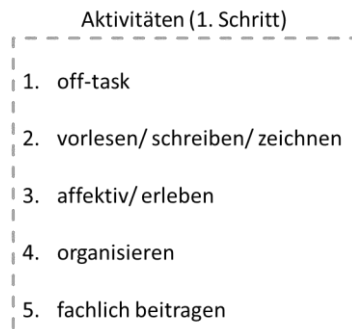 Aktivitäten (1. Schritt)
1. off-task
2. vorlesen/ schreiben/ zeichnen
3. affektiv/ erleben
4. organisieren
5. fachlich beitragen